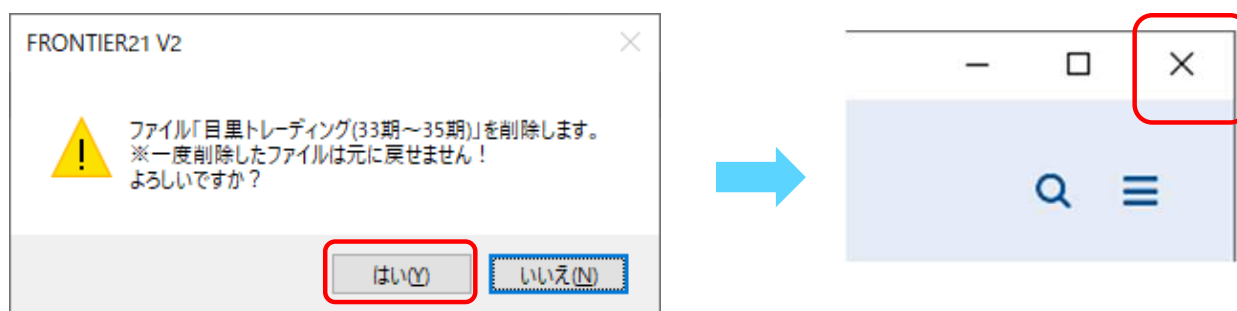 FRONTIER21 V2
ファイル「目黒トレーディング(33期～35期)」を削除します。
※一度削除したファイルは元に戻せません！
よろしいですか？
はい(Y)
いいえ(N)